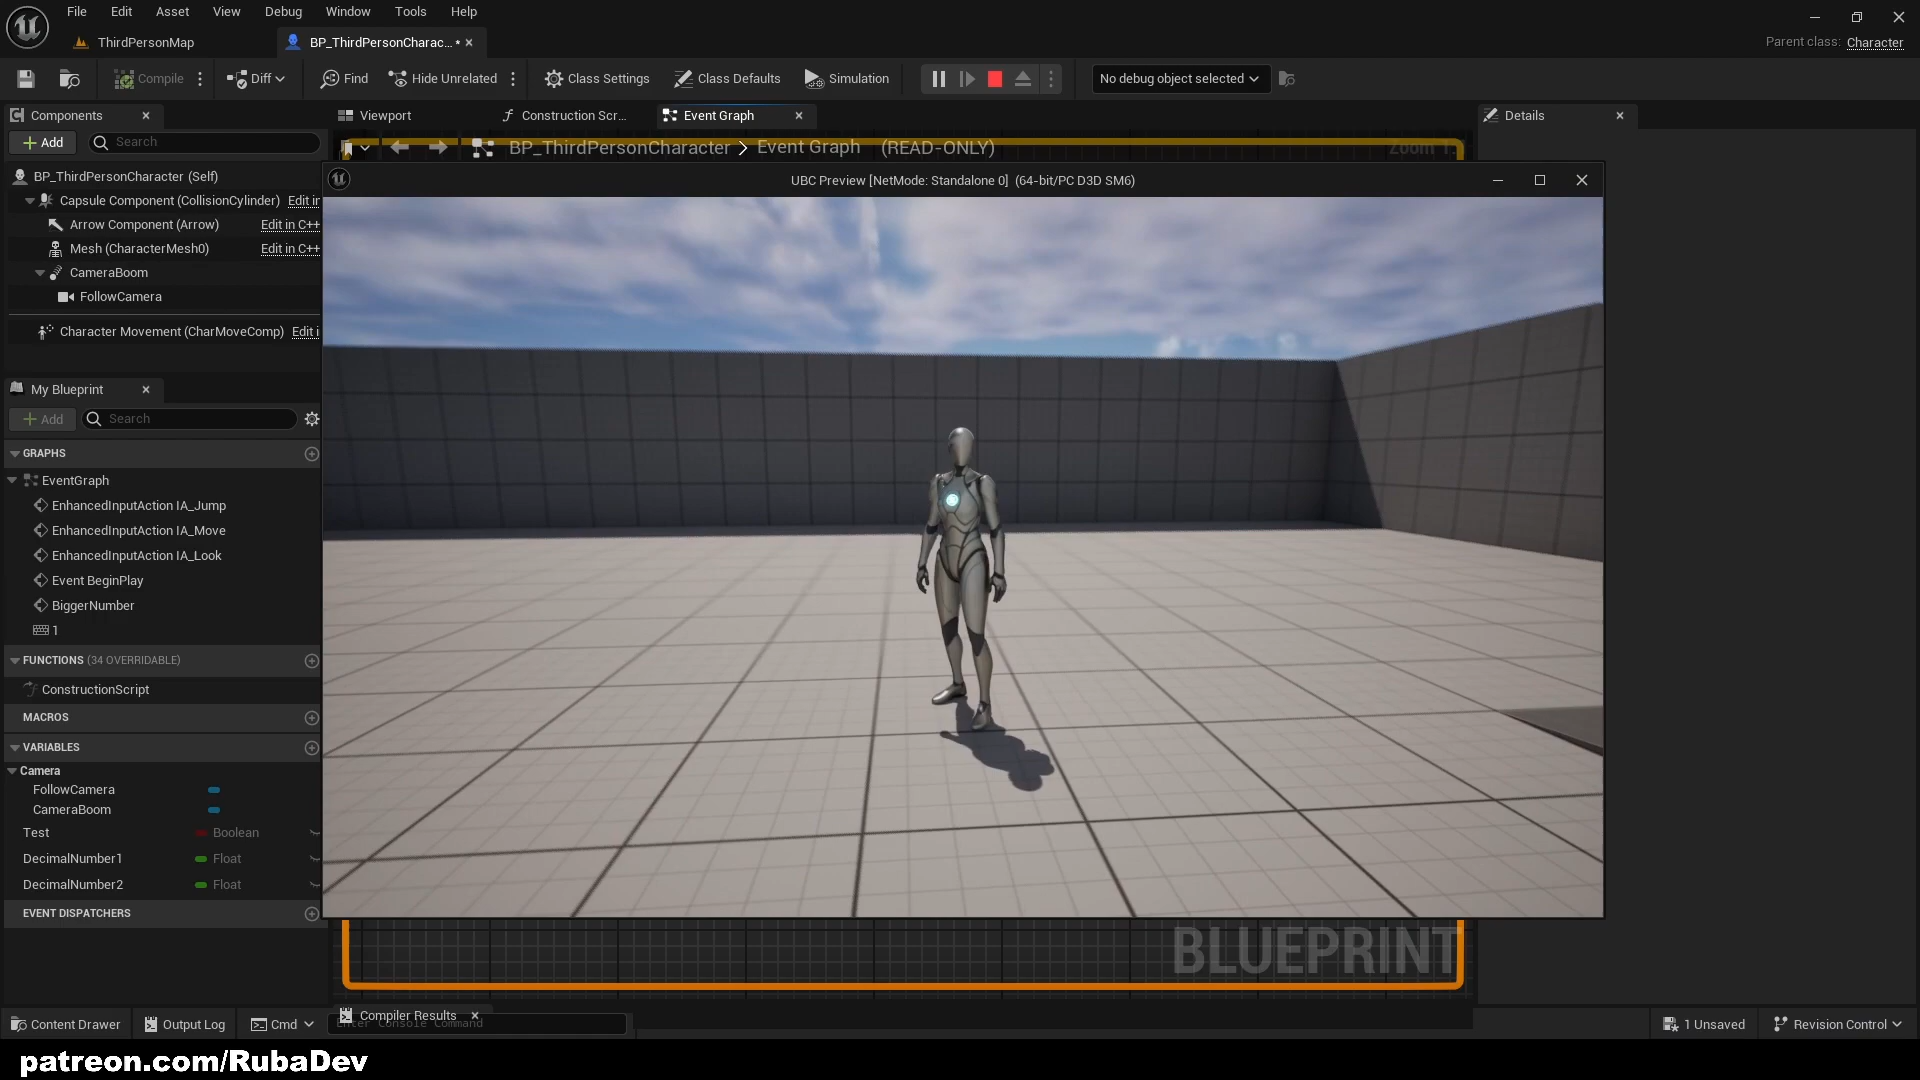 File Edit Asset View Debug Window Tools Help
ThirdPersonMap
BP_ThirdPersonCharac... *
Parent class: Character
Compile
Diff
Find
Hide Unrelated
Class Settings
Class Defaults
Simulation
No debug object selected
Components
Add
Search
BP_ThirdPersonCharacter (Self)
Capsule Component (CollisionCylinder) Edit in
Arrow Component (Arrow) Edit in C++
Mesh (CharacterMesh0) Edit in C++
CameraBoom
FollowCamera
Character Movement (CharMoveComp) Edit i
My Blueprint
Add
Search
GRAPHS
EventGraph
EnhancedInputAction IA_Jump
EnhancedInputAction IA_Move
EnhancedInputAction IA_Look
Event BeginPlay
BiggerNumber
1
FUNCTIONS (34 OVERRIDABLE)
ConstructionScript
MACROS
VARIABLES
Camera
FollowCamera
CameraBoom
Test Boolean
DecimalNumber1 Float
DecimalNumber2 Float
EVENT DISPATCHERS
Viewport
Construction Scr...
Event Graph
BP_ThirdPersonCharacter > Event Graph (READ-ONLY)
UBC Preview [NetMode: Standalone 0] (64-bit/PC D3D SM6)
BLUEPRINT
Details
Compiler Results
Content Drawer
Output Log
Cmd
Enter Console Command
1 Unsaved
Revision Control
patreon.com/RubaDev